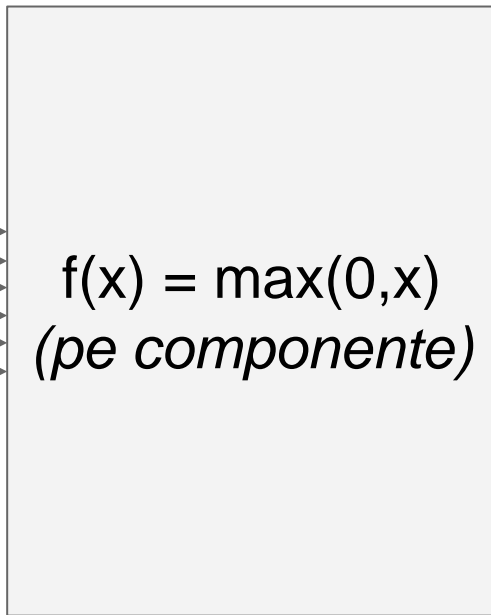 f(x) = max(0,x)
(pe componente)